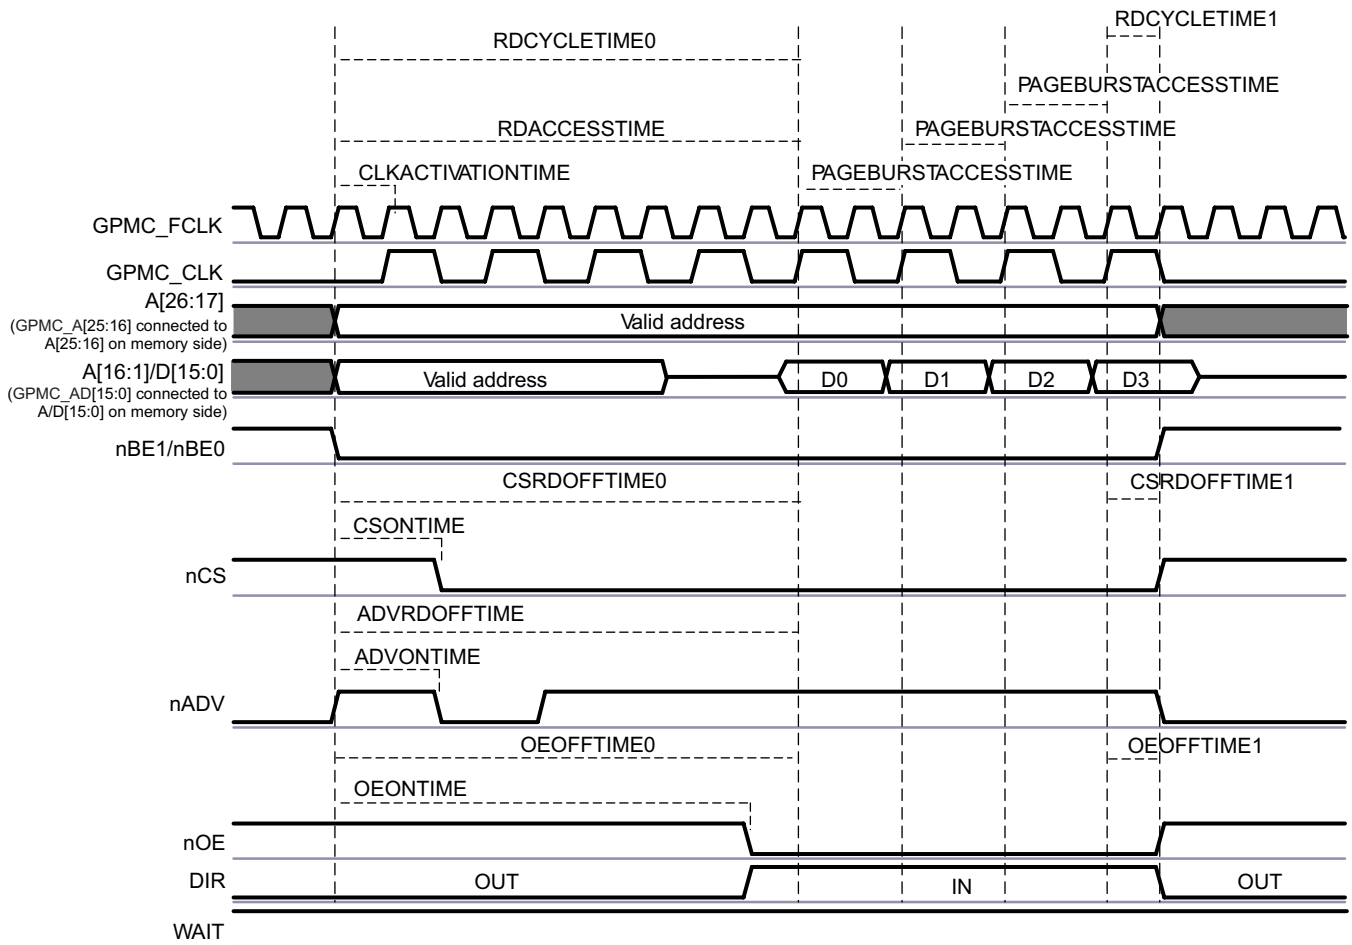 RDCYCLETIME1
RDCYCLETIME0
PAGEBURSTACCESSTIME
RDACCESSTIME
PAGEBURSTACCESSTIME
CLKACTIVATIONTIME
PAGEBURSTACCESSTIME
GPMC_FCLK
GPMC_CLK
A[26:17]
(GPMC_A[25:16] connected to
A[25:16] on memory side)
Valid address
A[16:1]/D[15:0]
(GPMC_AD[15:0] connected to
A/D[15:0] on memory side)
Valid address
D0
D1
D2
D3
nBE1/nBE0
CSRDOFFTIME0
CSRDOFFTIME1
CSONTIME
nCS
ADVRDOFFTIME
ADVONTIME
nADV
OEOFFTIME0
OEOFFTIME1
OEONTIME
nOE
DIR
OUT
IN
OUT
WAIT